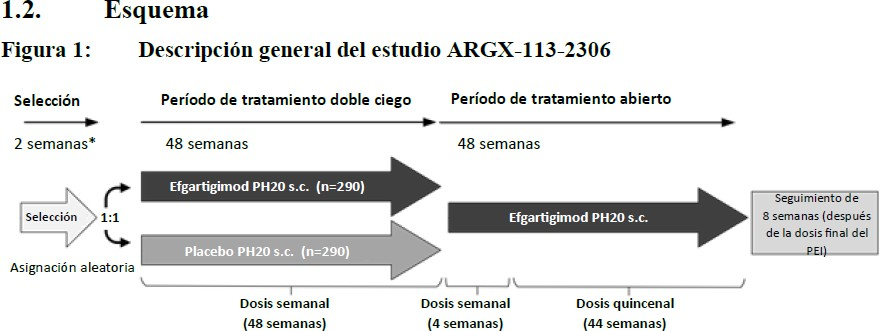 1.2. Esquema
Figura 1: Descripción general del estudio ARGX-113-2306
Selección
Período de tratamiento doble ciego
Período de tratamiento abierto
2 semanas*
48 semanas
48 semanas
Efgartigimod PH20 s.c. (n=290)
Selección
1:1
Efgartigimod PH20 s.c.
Seguimiento de
8 semanas (después
de la dosis final del
PEI)
Placebo PH20 s.c. (n=290)
Asignación aleatoria
Dosis semanal
(48 semanas)
Dosis semanal
(4 semanas)
Dosis quincenal
(44 semanas)